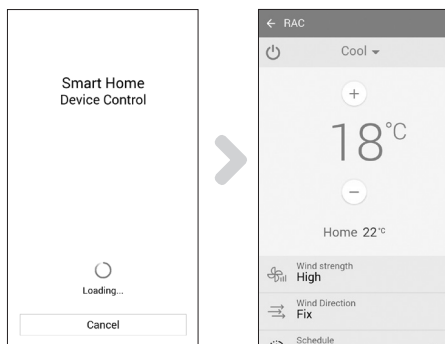 Smart Home
Device Control
Loading...
Cancel
← RAC
Cool
+
18°C
−
Home 22°C
Wind strength
High
Wind Direction
Fix
Schedule